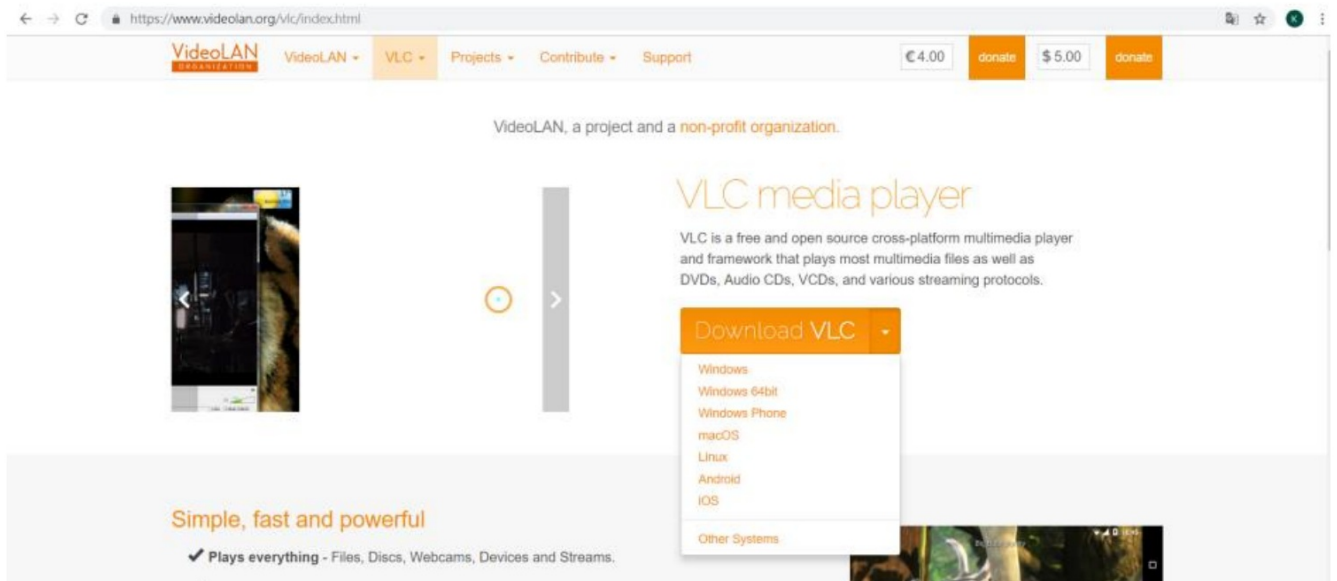 https://www.videolan.org/vlc/index.html
K
VideoLAN
ORGANIZATION
VideoLAN
VLC
Projects
Contribute
Support
€ 4.00
donate
$ 5.00
donate
VideoLAN, a project and a non-profit organization.
VLC media player
VLC is a free and open source cross-platform multimedia player
and framework that plays most multimedia files as well as
DVDs, Audio CDs, VCDs, and various streaming protocols.
Download VLC
Windows
Windows 64bit
Windows Phone
macOS
Linux
Android
iOS
Other Systems
Simple, fast and powerful
✔ Plays everything - Files, Discs, Webcams, Devices and Streams.